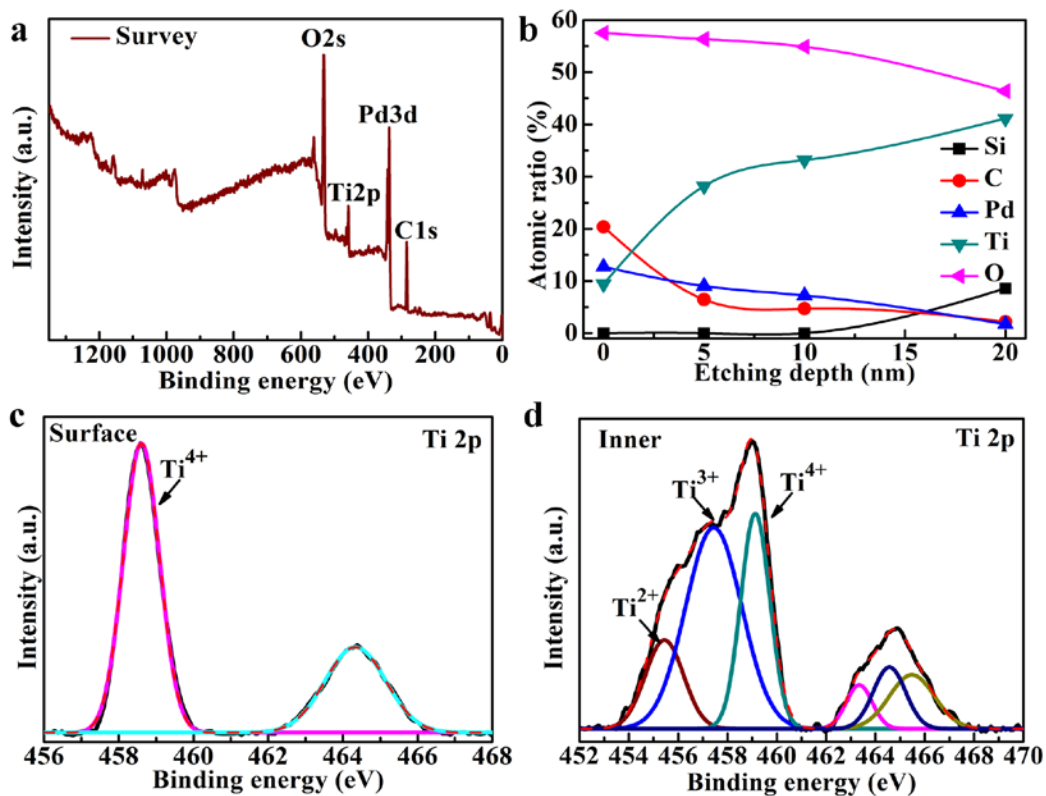 a
Survey
O2s
Pd3d
Ti2p
C1s
Intensity (a.u.)
1200 1000 800 600 400 200 0
Binding energy (eV)
b
60
50
40
30
20
10
0
Atomic ratio (%)
Si
C
Pd
Ti
O
0 5 10 15 20
Etching depth (nm)
c
Surface
Ti 2p
Ti4+
Intensity (a.u.)
456 458 460 462 464 466 468
Binding energy (eV)
d
Inner
Ti 2p
Ti3+
Ti4+
Ti2+
Intensity (a.u.)
452 454 456 458 460 462 464 466 468 470
Binding energy (eV)